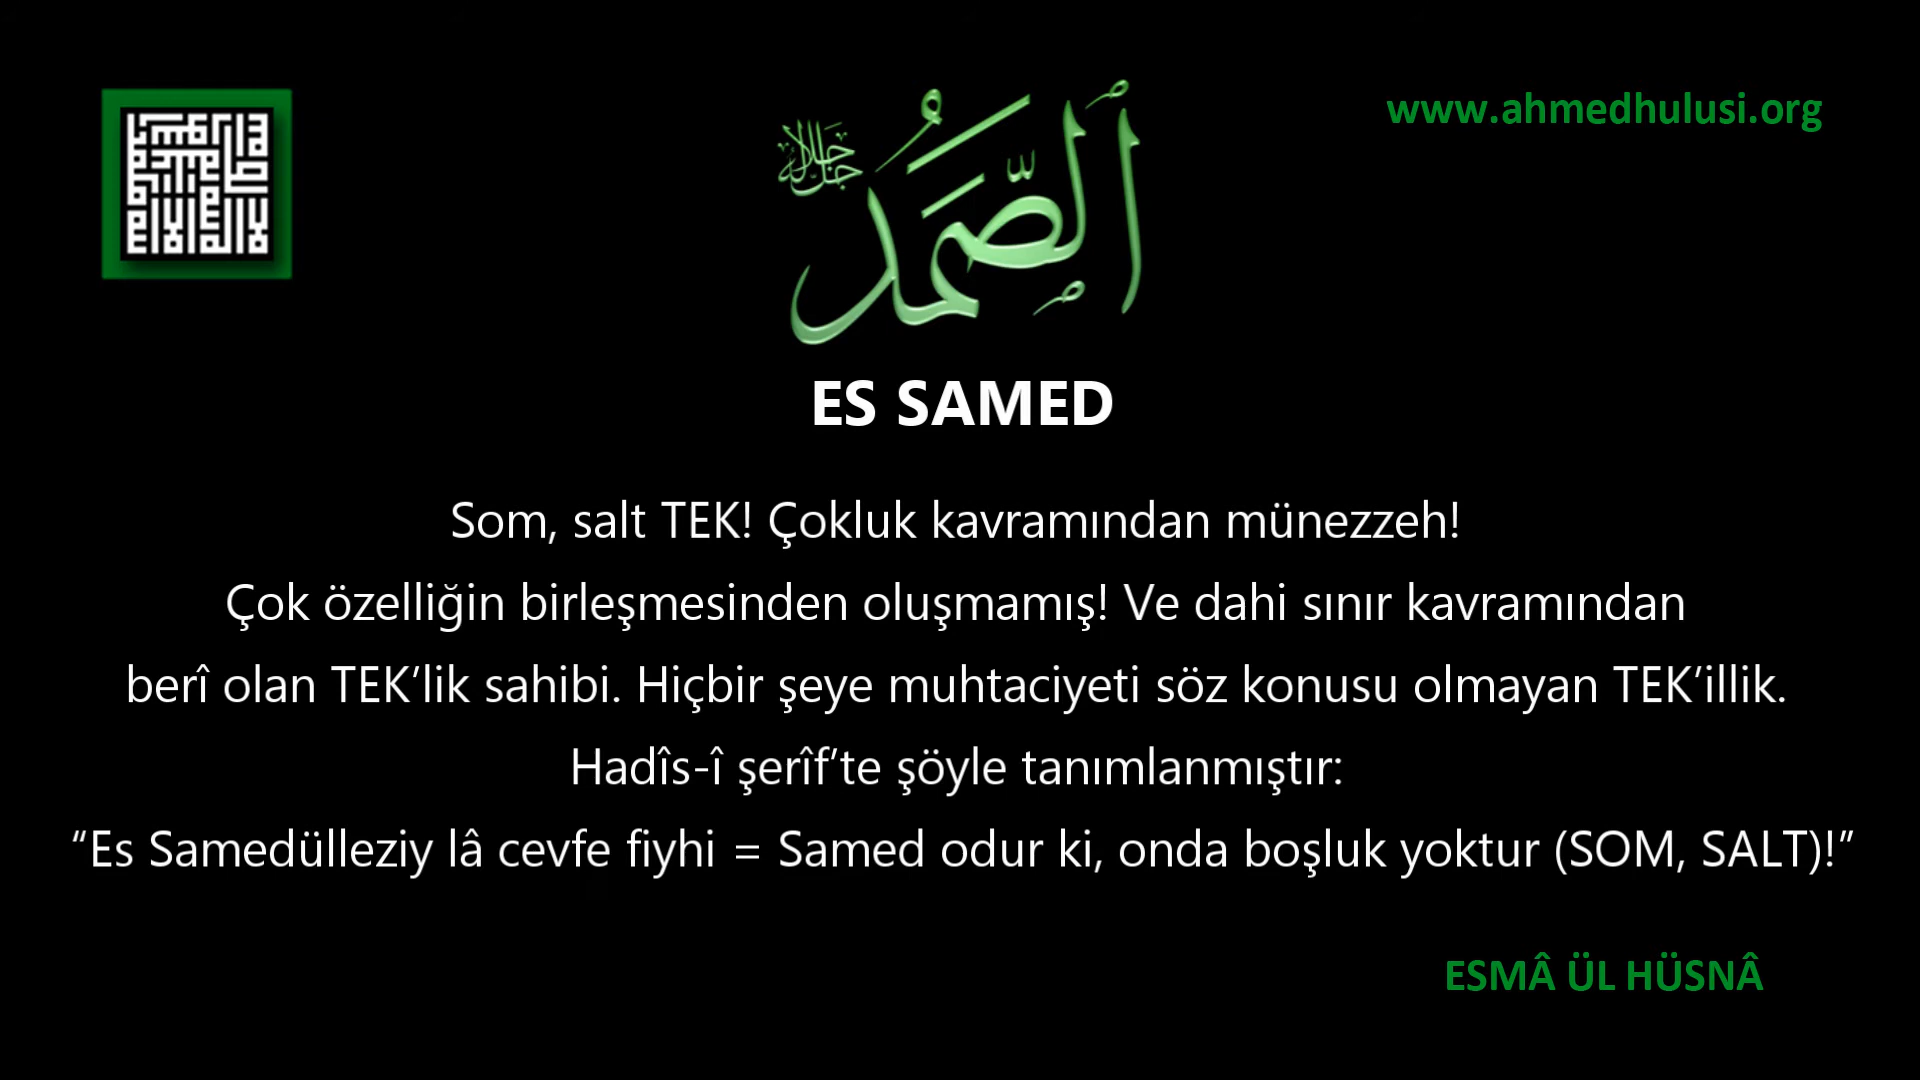 www.ahmedhulusi.org
اَلصَّمَدُ
جل جلاله
ES SAMED
Som, salt TEK! Çokluk kavramından münezzeh!
Çok özelliğin birleşmesinden oluşmamış! Ve dahi sınır kavramından
berî olan TEK’lik sahibi. Hiçbir şeye muhtaciyeti söz konusu olmayan TEK’illik.
Hadîs-î şerîf’te şöyle tanımlanmıştır:
“Es Samedülleziy lâ cevfe fiyhi = Samed odur ki, onda boşluk yoktur (SOM, SALT)!”
ESMÂ ÜL HÜSNÂ